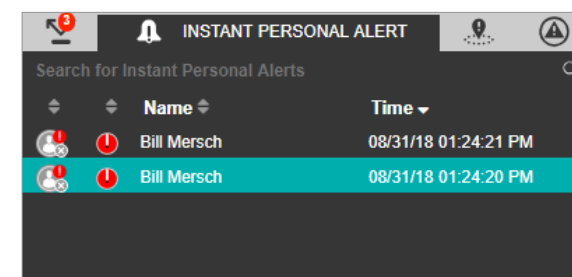 3
INSTANT PERSONAL ALERT
Search for Instant Personal Alerts
Name Time
Bill Mersch 08/31/18 01:24:21 PM
Bill Mersch 08/31/18 01:24:20 PM